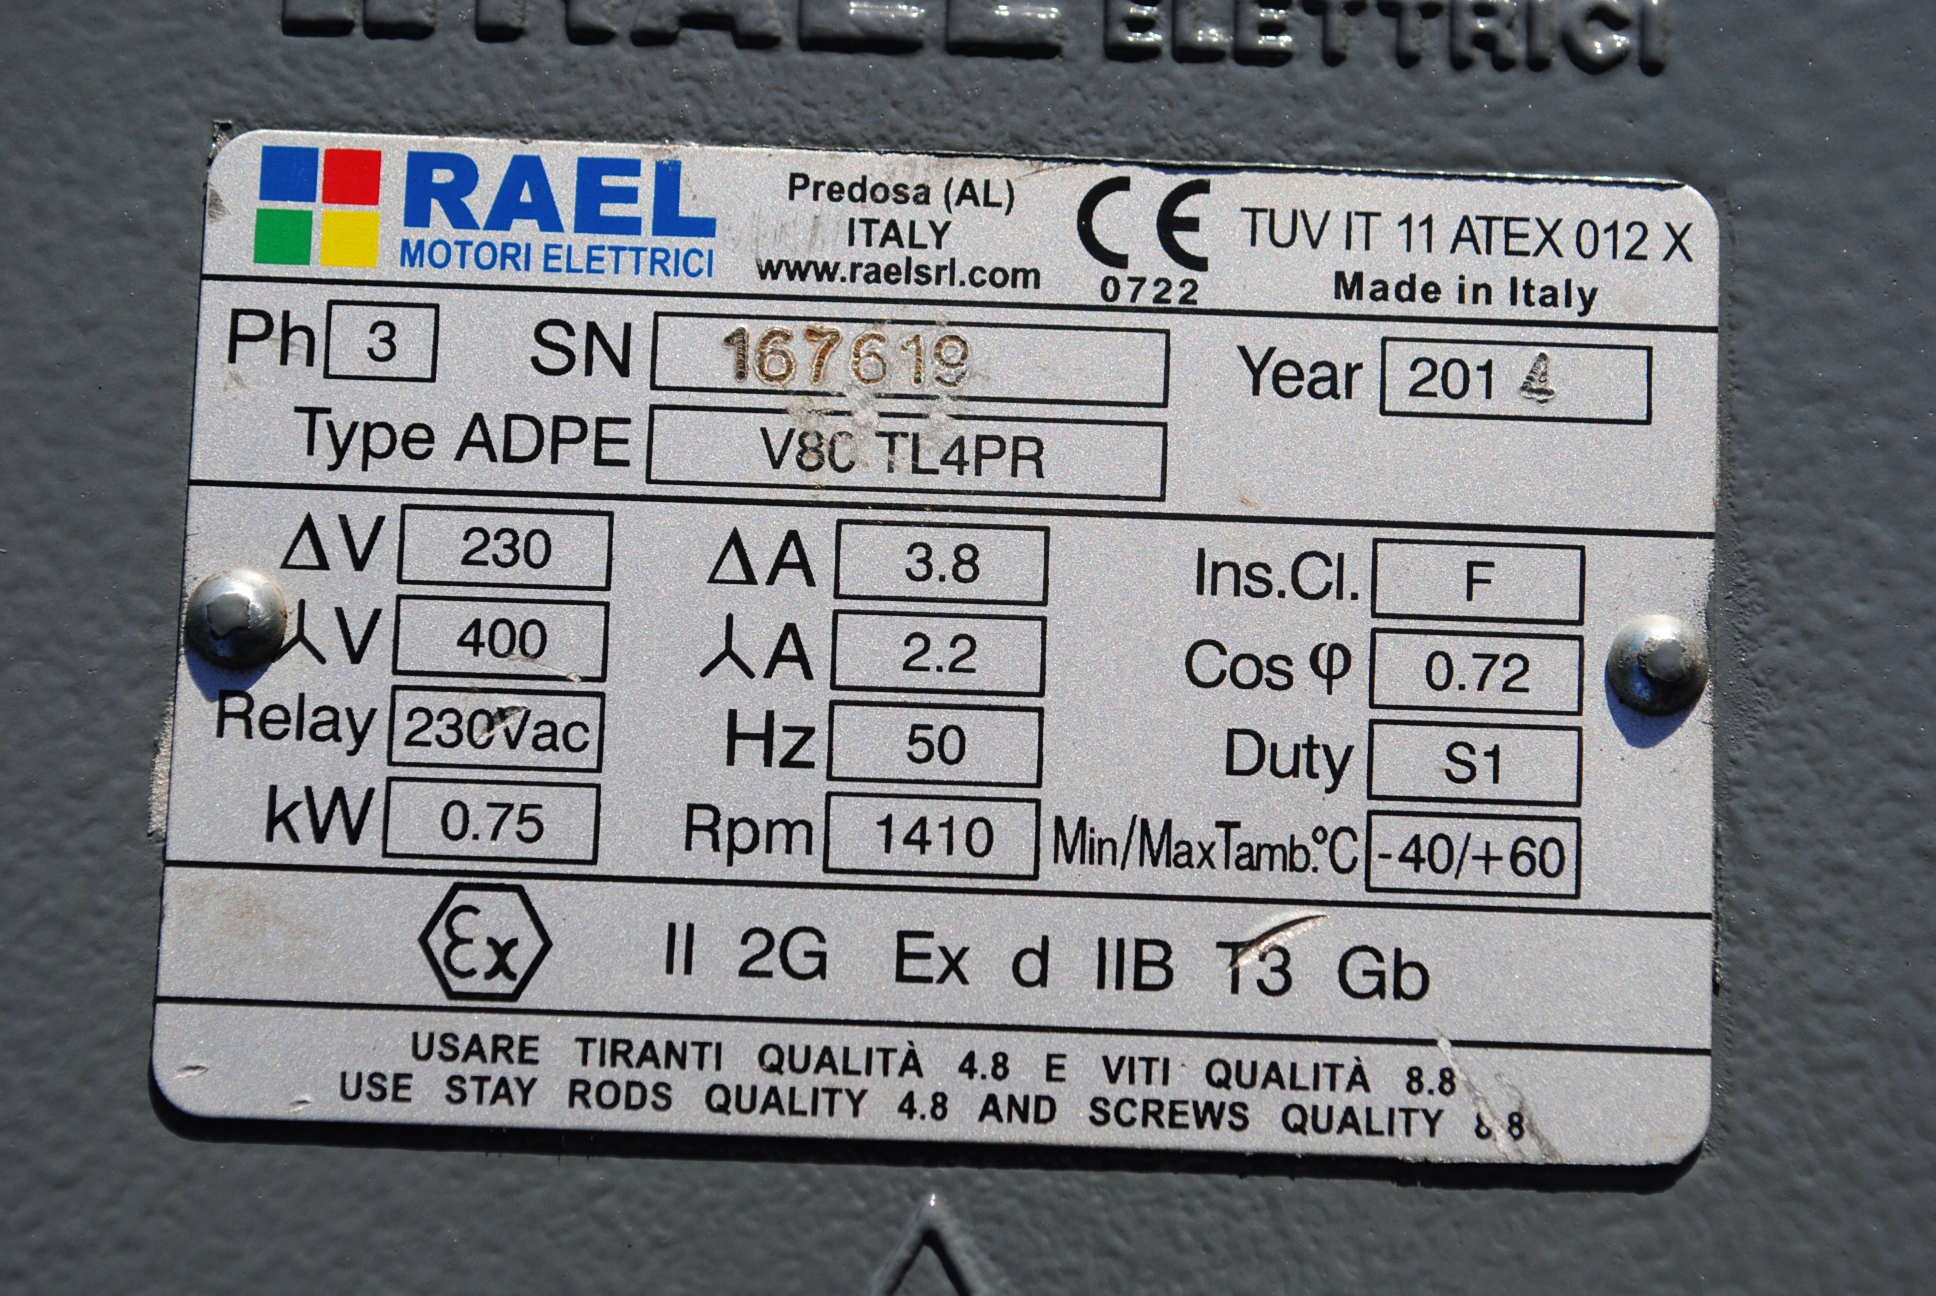 ELETTRICI
RAEL
MOTORI ELETTRICI
Predosa (AL)
ITALY
www.raelsrl.com
CE
0722
TUV IT 11 ATEX 012 X
Made in Italy
Ph 3 SN 167619 Year 2014
Type ADPE V80 TL4PR
ΔV 230 ΔA 3.8 Ins.Cl. F
⅄V 400 ⅄A 2.2 Cos φ 0.72
Relay 230Vac Hz 50 Duty S1
kW 0.75 Rpm 1410 Min/MaxTamb.°C -40/+60
Ex II 2G Ex d IIB T3 Gb
USARE TIRANTI QUALITÀ 4.8 E VITI QUALITÀ 8.8
USE STAY RODS QUALITY 4.8 AND SCREWS QUALITY 8.8